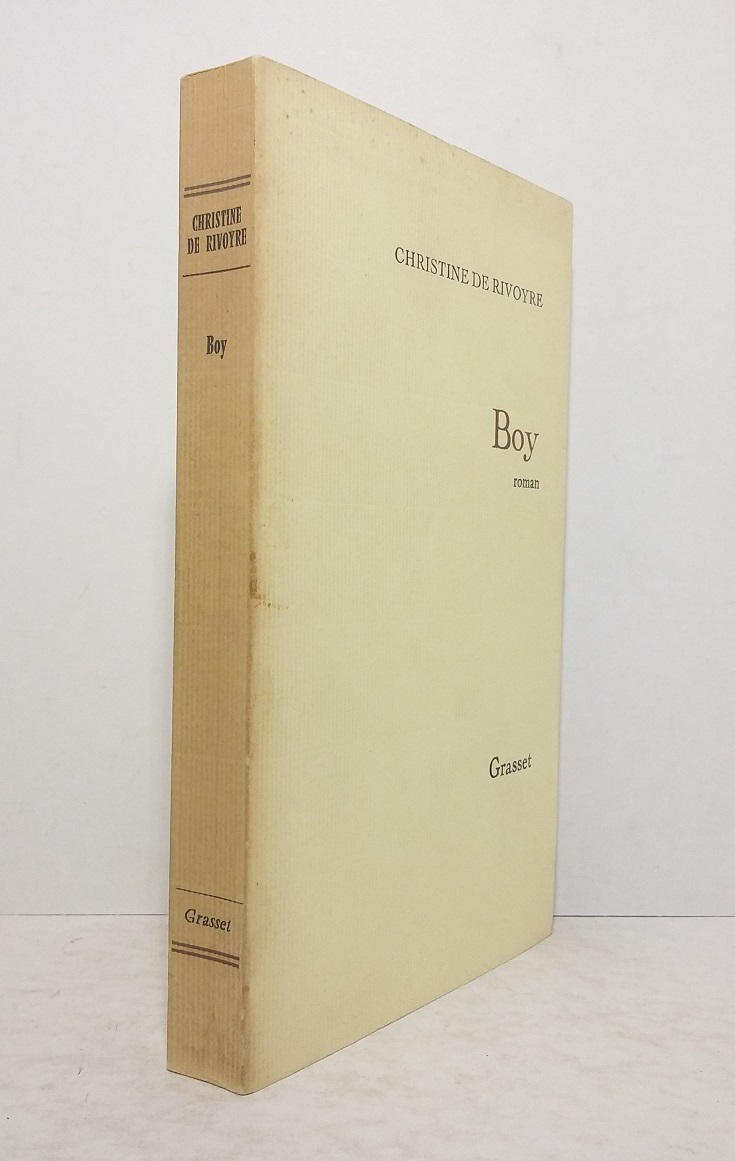 CHRISTINE
DE RIVOYRE
Boy
Grasset
CHRISTINE DE RIVOYRE
Boy
roman
Grasset